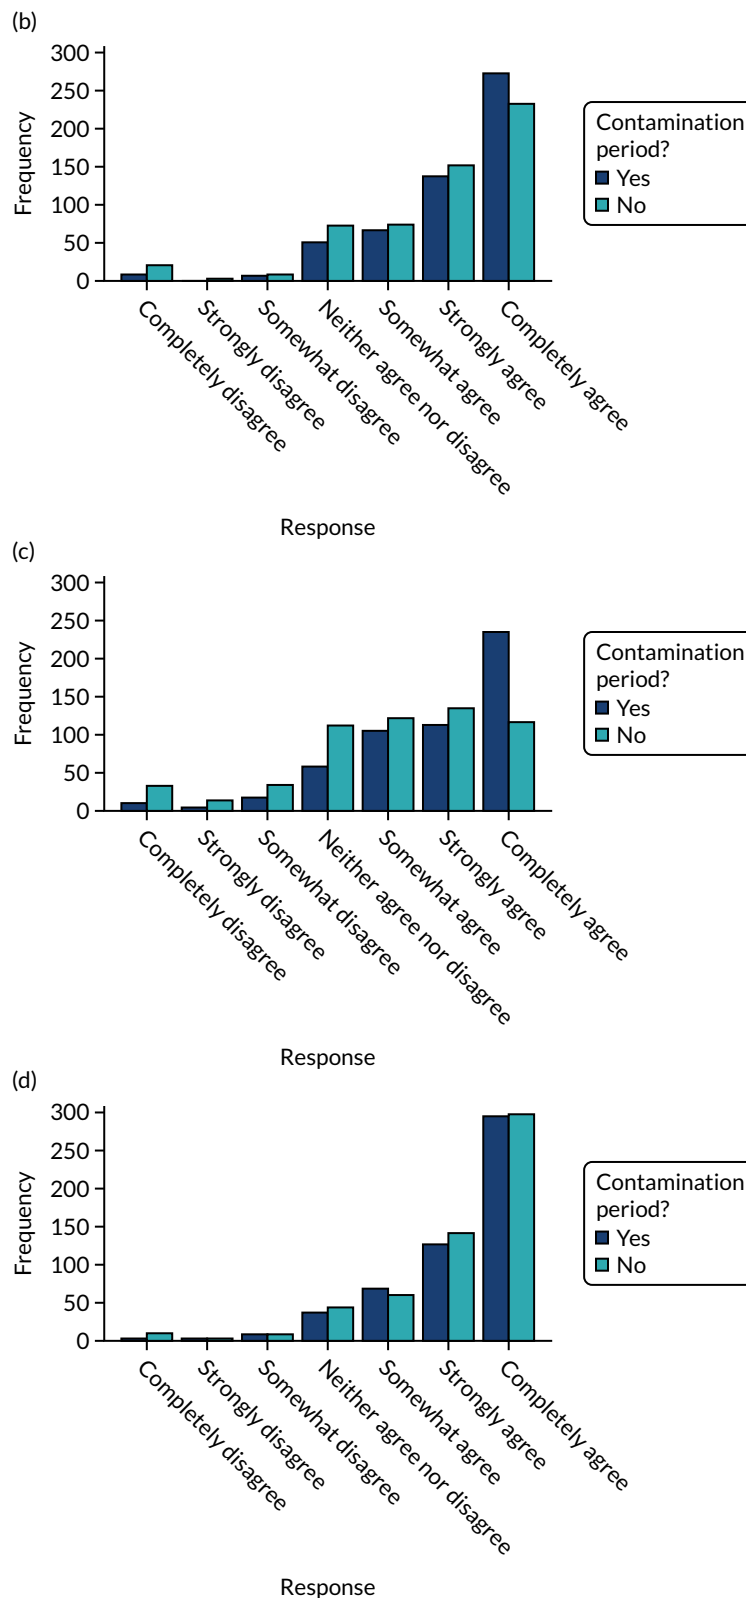 (b)
300
250
200
150
100
50
0
Frequency
Contamination
period?
Yes
No
Completely disagree
Strongly disagree
Somewhat disagree
Neither agree nor disagree
Somewhat agree
Strongly agree
Completely agree
Response
(c)
300
250
200
150
100
50
0
Frequency
Contamination
period?
Yes
No
Completely disagree
Strongly disagree
Somewhat disagree
Neither agree nor disagree
Somewhat agree
Strongly agree
Completely agree
Response
(d)
300
250
200
150
100
50
0
Frequency
Contamination
period?
Yes
No
Completely disagree
Strongly disagree
Somewhat disagree
Neither agree nor disagree
Somewhat agree
Strongly agree
Completely agree
Response